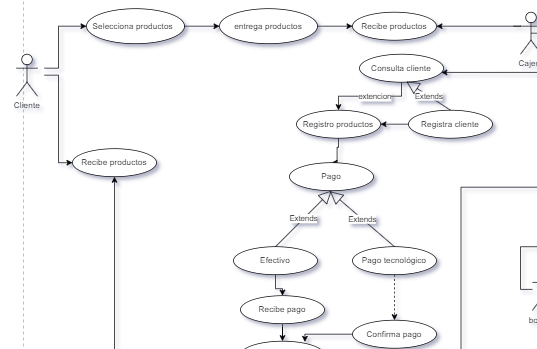 Selecciona productos
entrega productos
Recibe productos
Consulta cliente
Cliente
extencion
Extends
Registro productos
Registra cliente
Recibe productos
Pago
Extends
Extends
Efectivo
Pago tecnológico
Recibe pago
Confirma pago